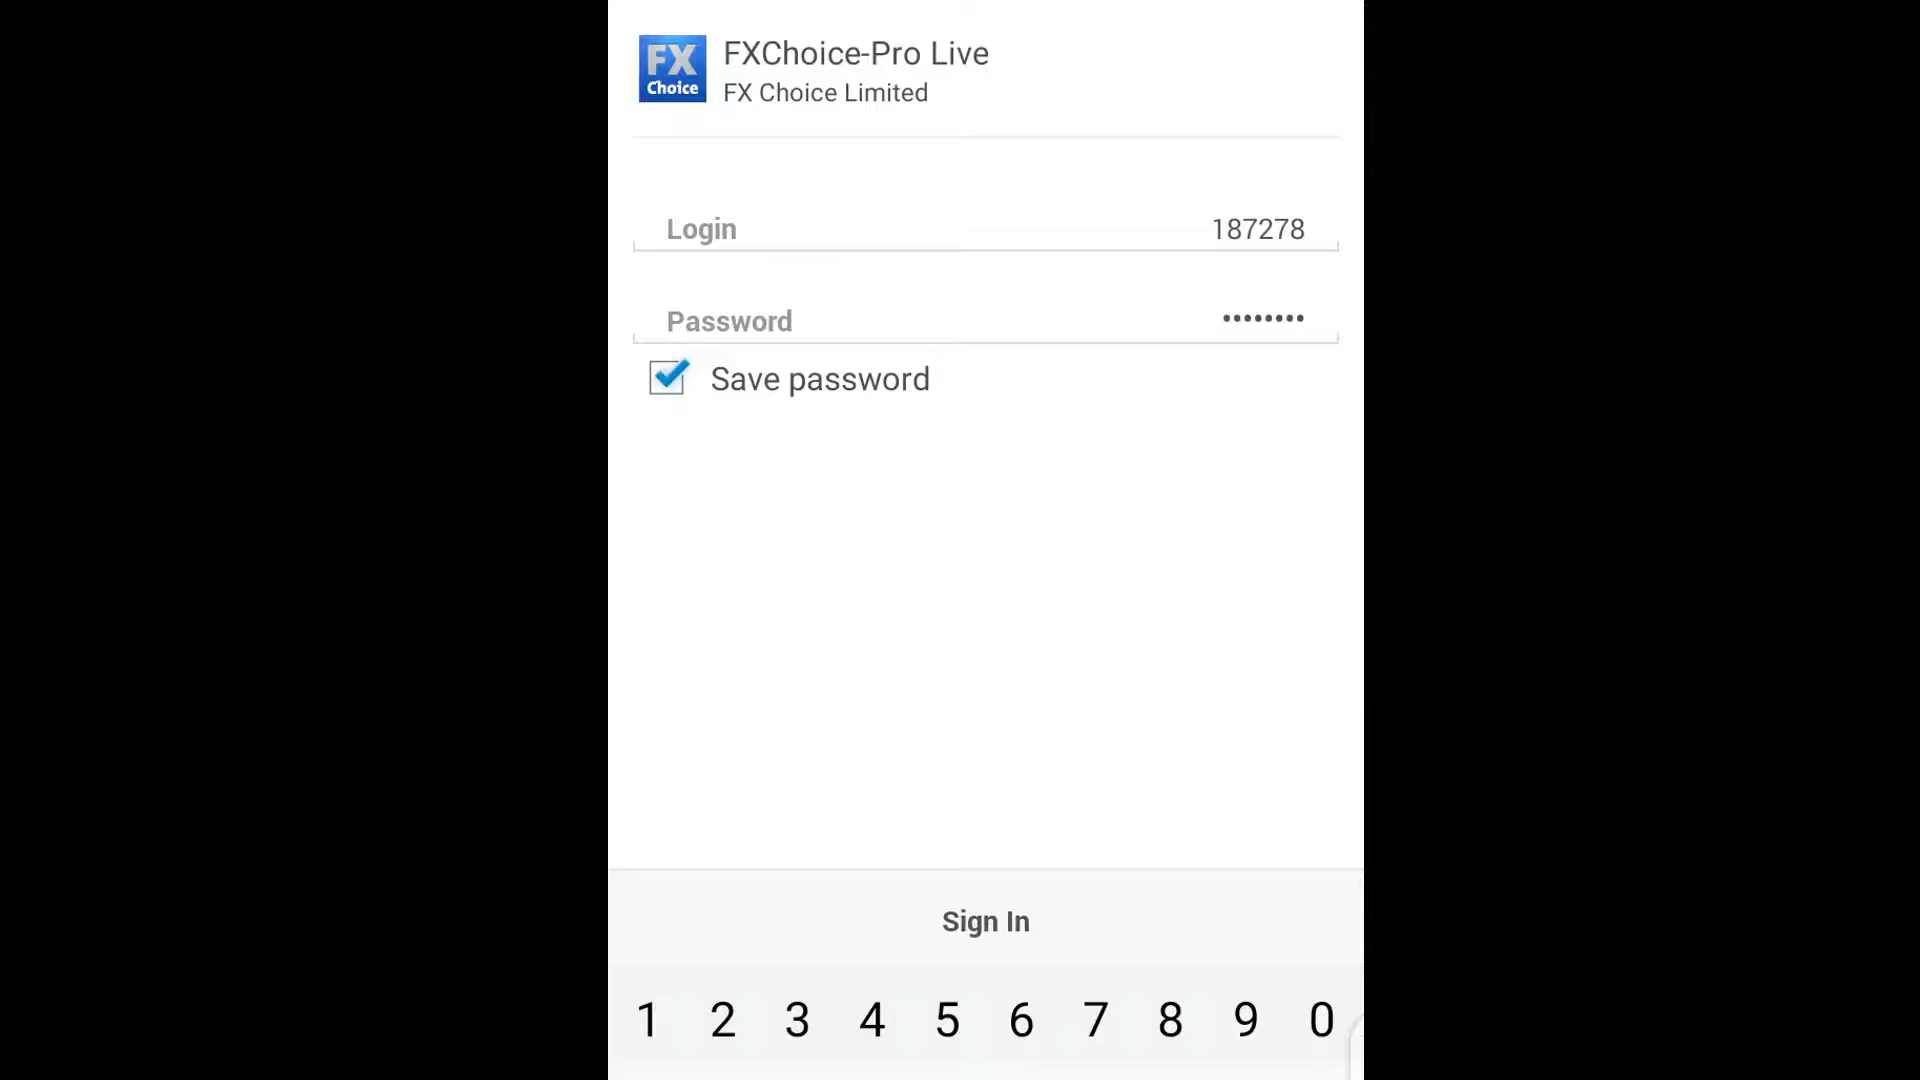 FX
Choice
FXChoice-Pro Live
FX Choice Limited
Login 187278
Password ••••••••
Save password
Sign In
1 2 3 4 5 6 7 8 9 0